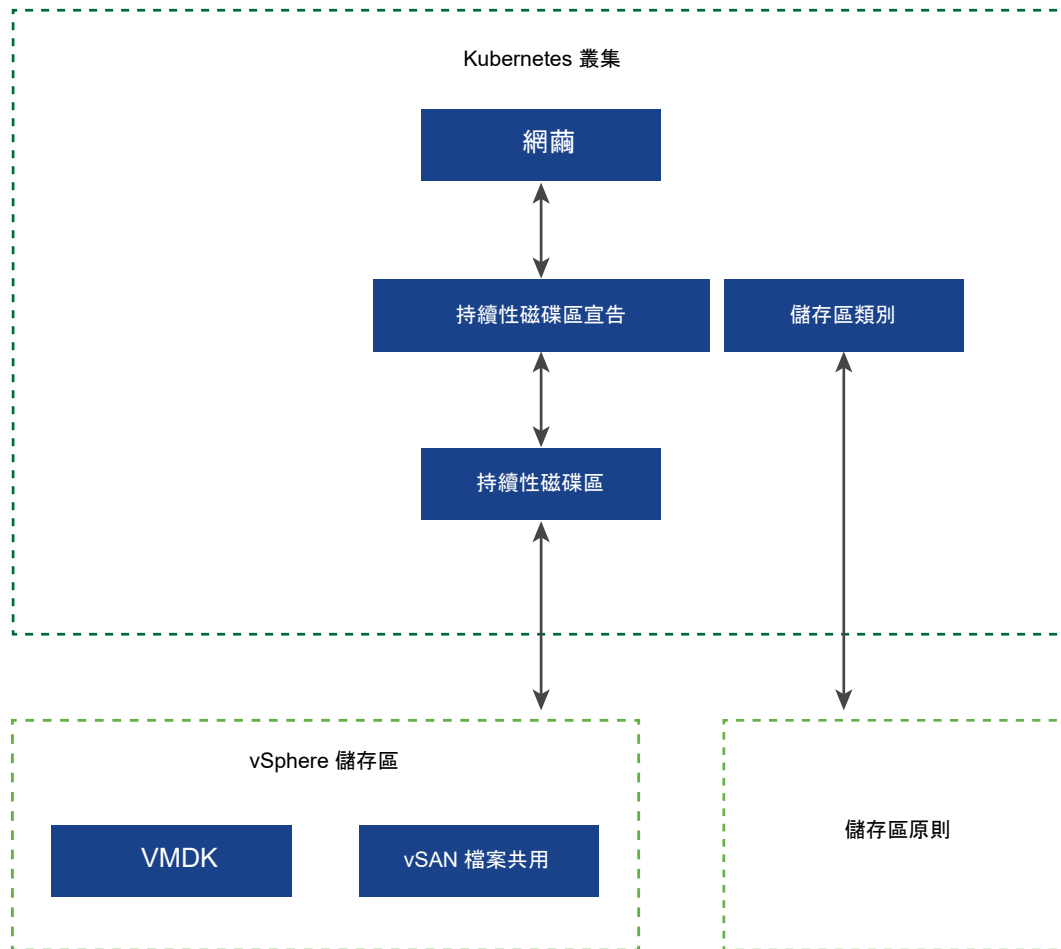 Kubernetes 叢集
網繭
持續性磁碟區宣告
儲存區類別
持續性磁碟區
vSphere 儲存區
VMDK
vSAN 檔案共用
儲存區原則